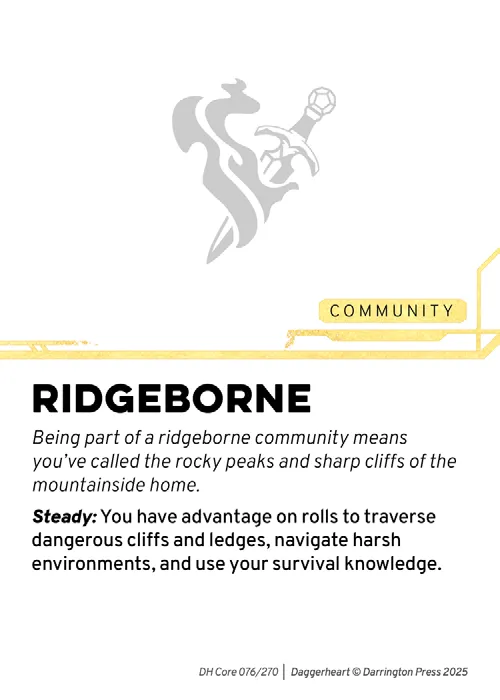 COMMUNITY
RIDGEBORNE
Being part of a ridgeborne community means
you've called the rocky peaks and sharp cliffs of the
mountainside home.
Steady: You have advantage on rolls to traverse
dangerous cliffs and ledges, navigate harsh
environments, and use your survival knowledge.
DH Core 076/270 | Daggerheart © Darrington Press 2025